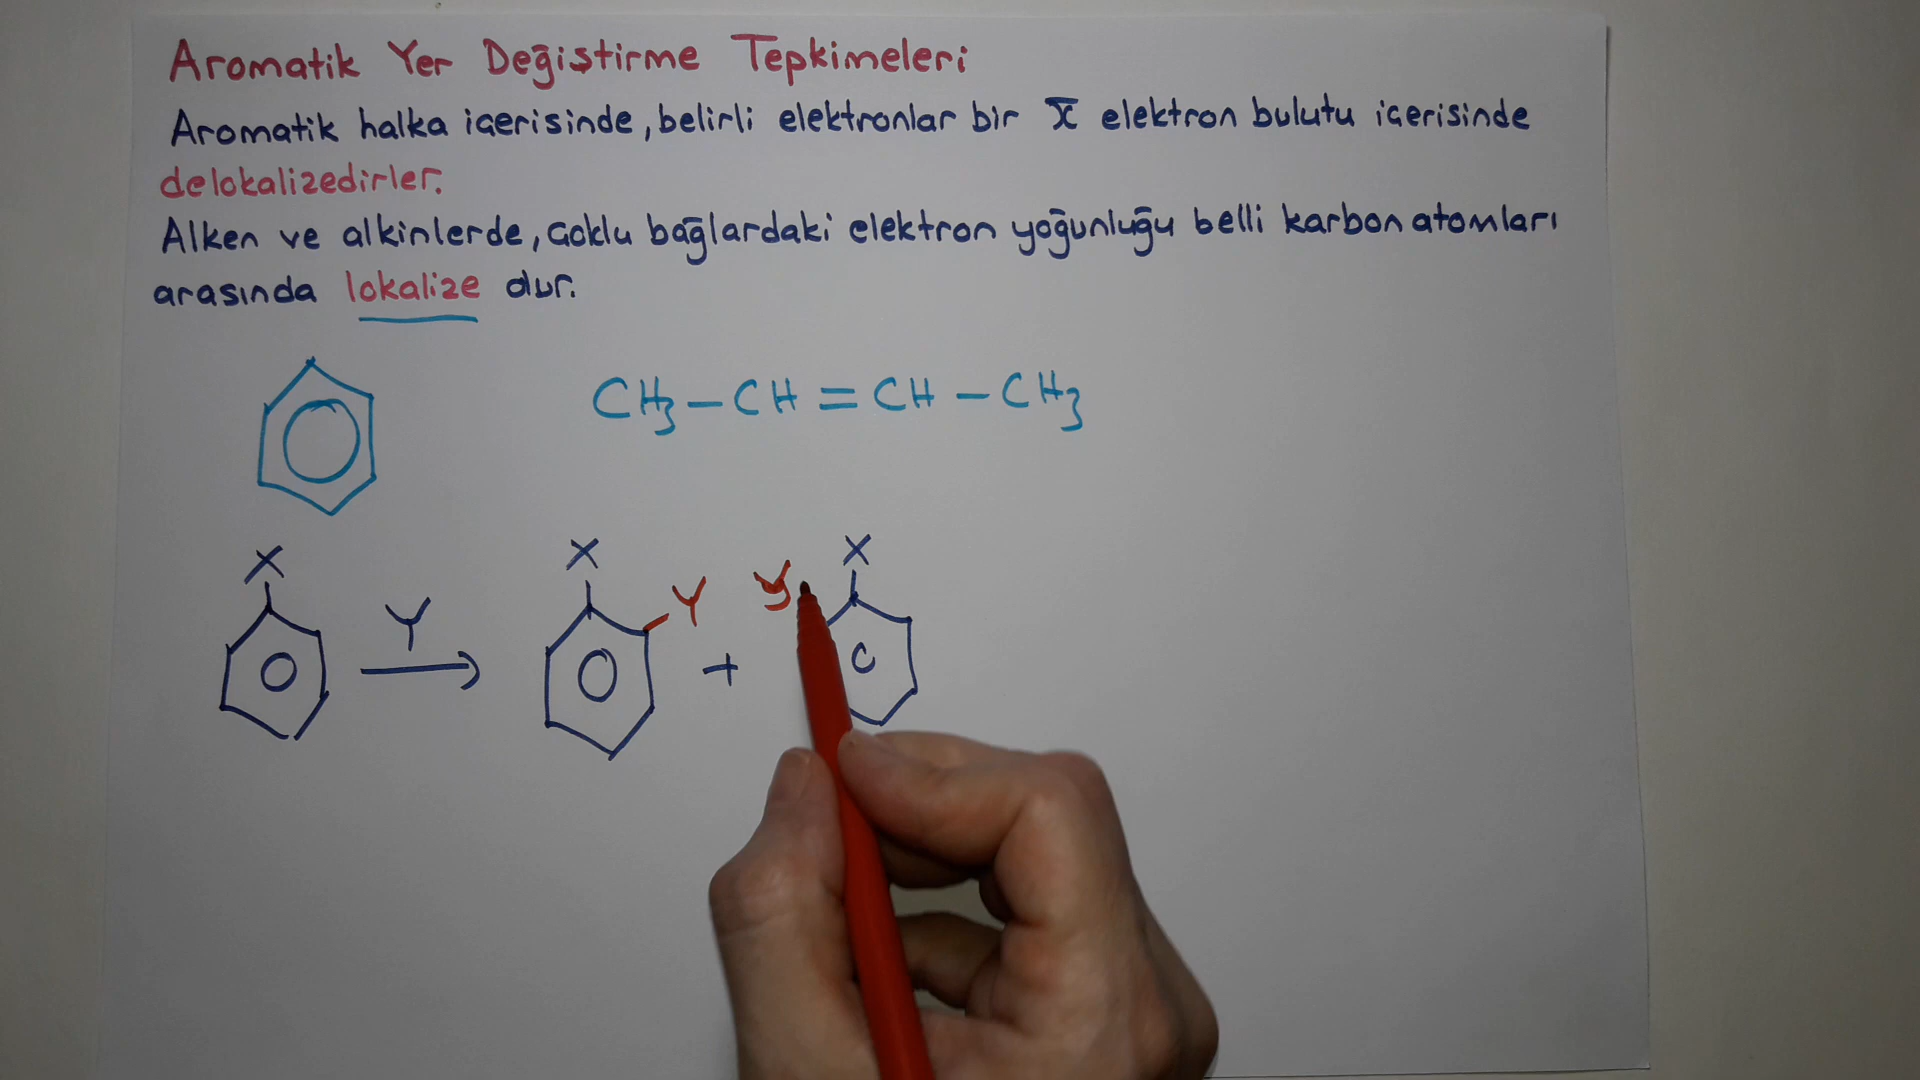 Aromatik Yer Değiştirme Tepkimeleri
Aromatik halka içerisinde, belirli elektronlar bir π elektron bulutu içerisinde
delokalizedirler.
Alken ve alkinlerde, çoklu bağlardaki elektron yoğunluğu belli karbon atomları
arasında lokalize olur.
CH3 – CH = CH – CH3
X X X
Y Y Y
+